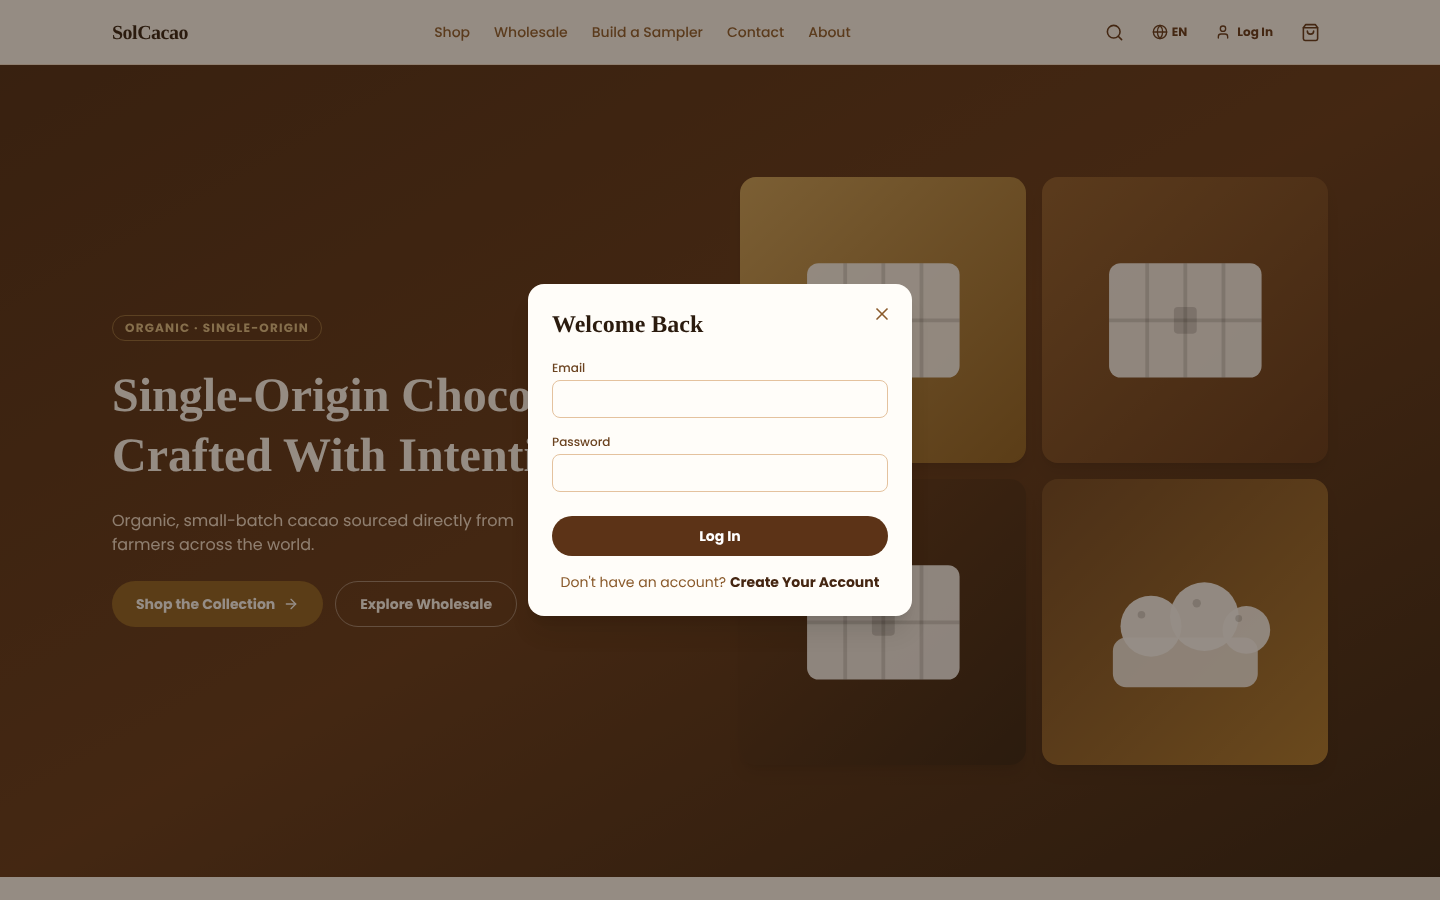 SolCacao
Shop Wholesale Build a Sampler Contact About
EN Log In
ORGANIC · SINGLE-ORIGIN
Single-Origin
Crafted With
Organic, small-batch cacao sourced directly from
farmers across the world.
Shop the Collection
Explore Wholesale
Welcome Back
Email
Password
Log In
Don't have an account? Create Your Account